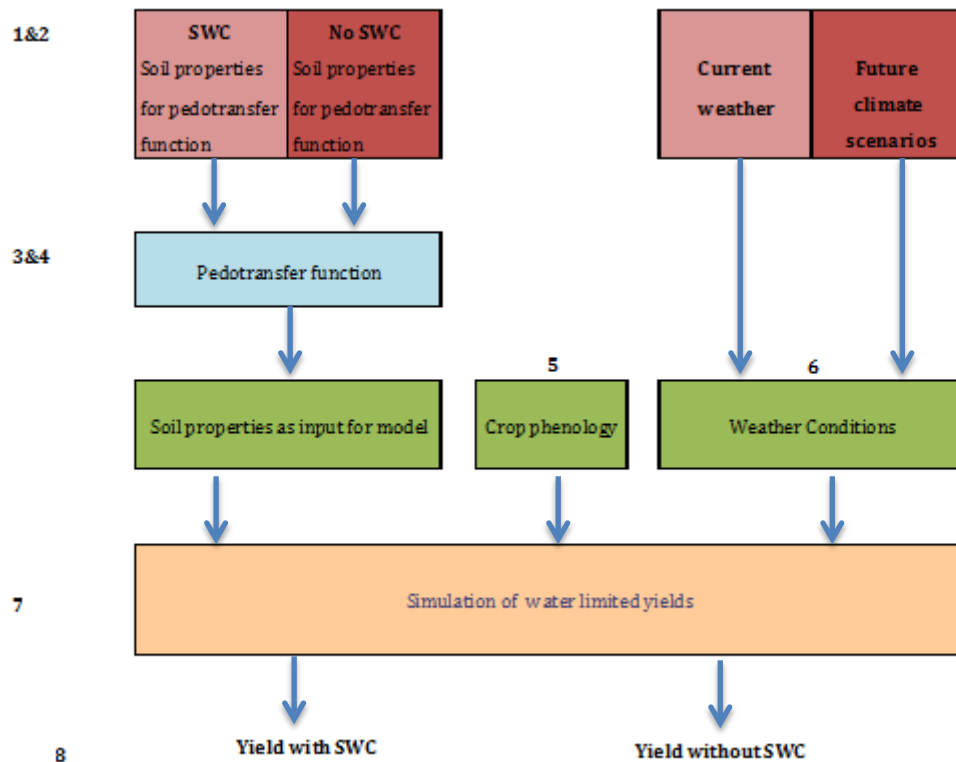 1&2
SWC
Soil properties
for pedotransfer
function
No SWC
Soil properties
for pedotransfer
function
Current
weather
Future
climate
scenarios
3&4
Pedotransfer function
5
6
Soil properties as input for model
Crop phenology
Weather Conditions
7
Simulation of water limited yields
8
Yield with SWC
Yield without SWC